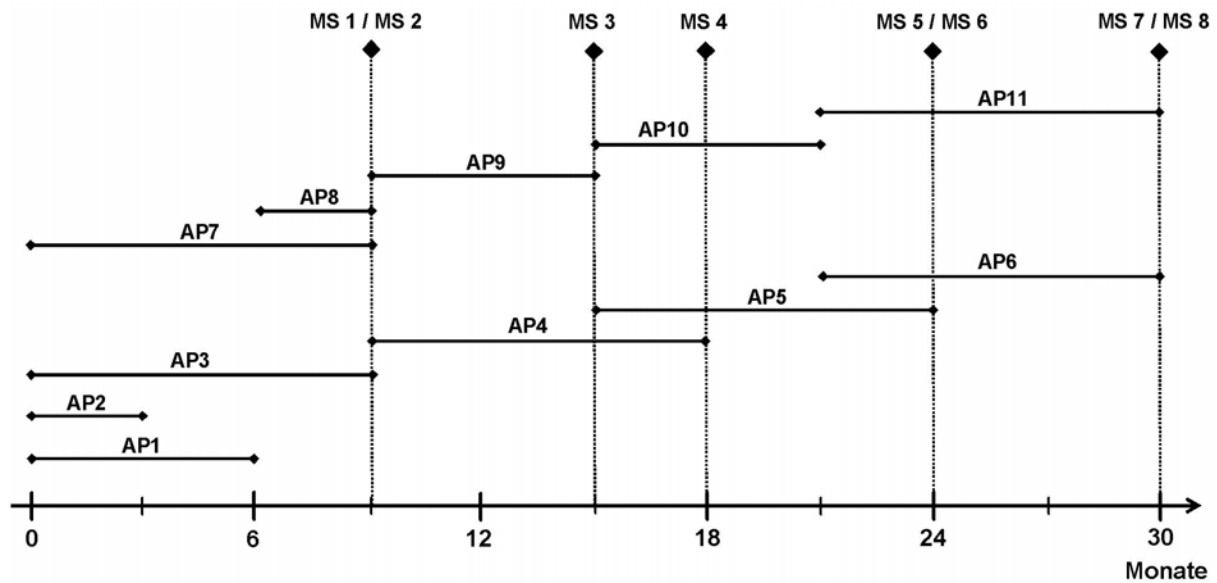 MS 1 / MS 2 MS 3 MS 4 MS 5 / MS 6 MS 7 / MS 8
AP11
AP10
AP9
AP8
AP7
AP6
AP5
AP4
AP3
AP2
AP1
0 6 12 18 24 30
Monate